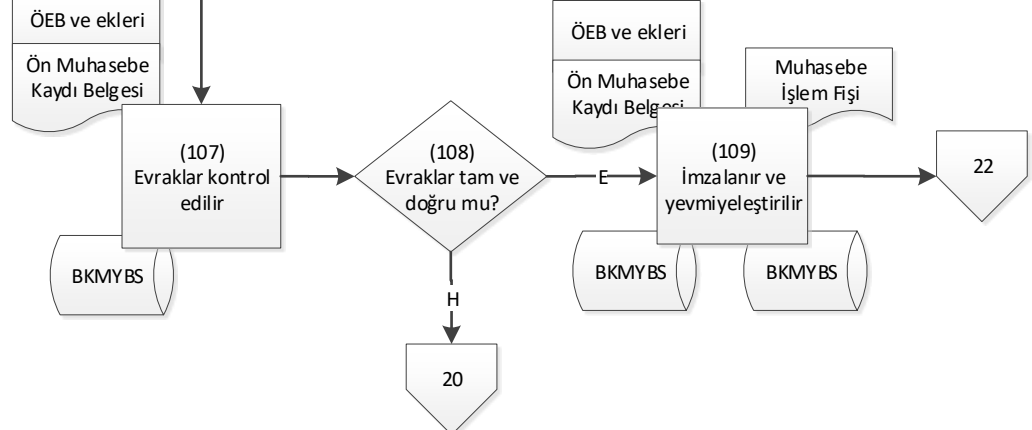 ÖEB ve ekleri
Ön Muhasebe
Kaydı Belgesi
(107)
Evraklar kontrol
edilir
BKMYBS
(108)
Evraklar tam ve
doğru mu?
E
H
20
ÖEB ve ekleri
Ön Muhasebe
Kaydı Belgesi
Muhasebe
İşlem Fişi
(109)
İmzalanır ve
yevmiyeleştirilir
BKMYBS
BKMYBS
22